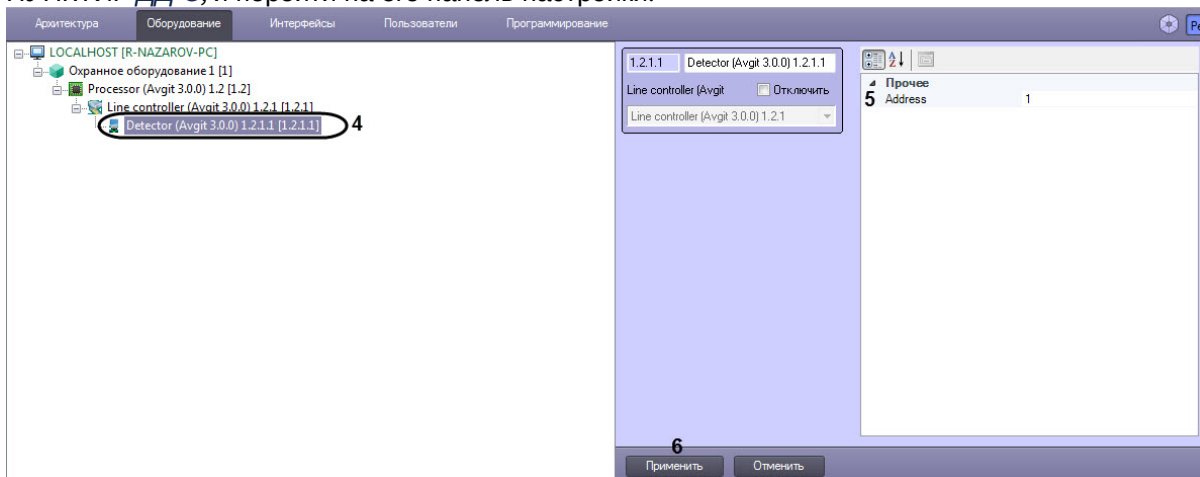 Архитектура Оборудование Интерфейсы Пользователи Программирование
LOCALHOST [R-NAZAROV-PC]
Охранное оборудование 1 [1]
Processor (Avgit 3.0.0) 1.2 [1.2]
Line controller (Avgit 3.0.0) 1.2.1 [1.2.1]
Detector (Avgit 3.0.0) 1.2.1.1 [1.2.1.1] 4
1.2.1.1 Detector (Avgit 3.0.0) 1.2.1.1
Line controller (Avgit Отключить
Line controller (Avgit 3.0.0) 1.2.1
Прочее
5 Address 1
6
Применить Отменить